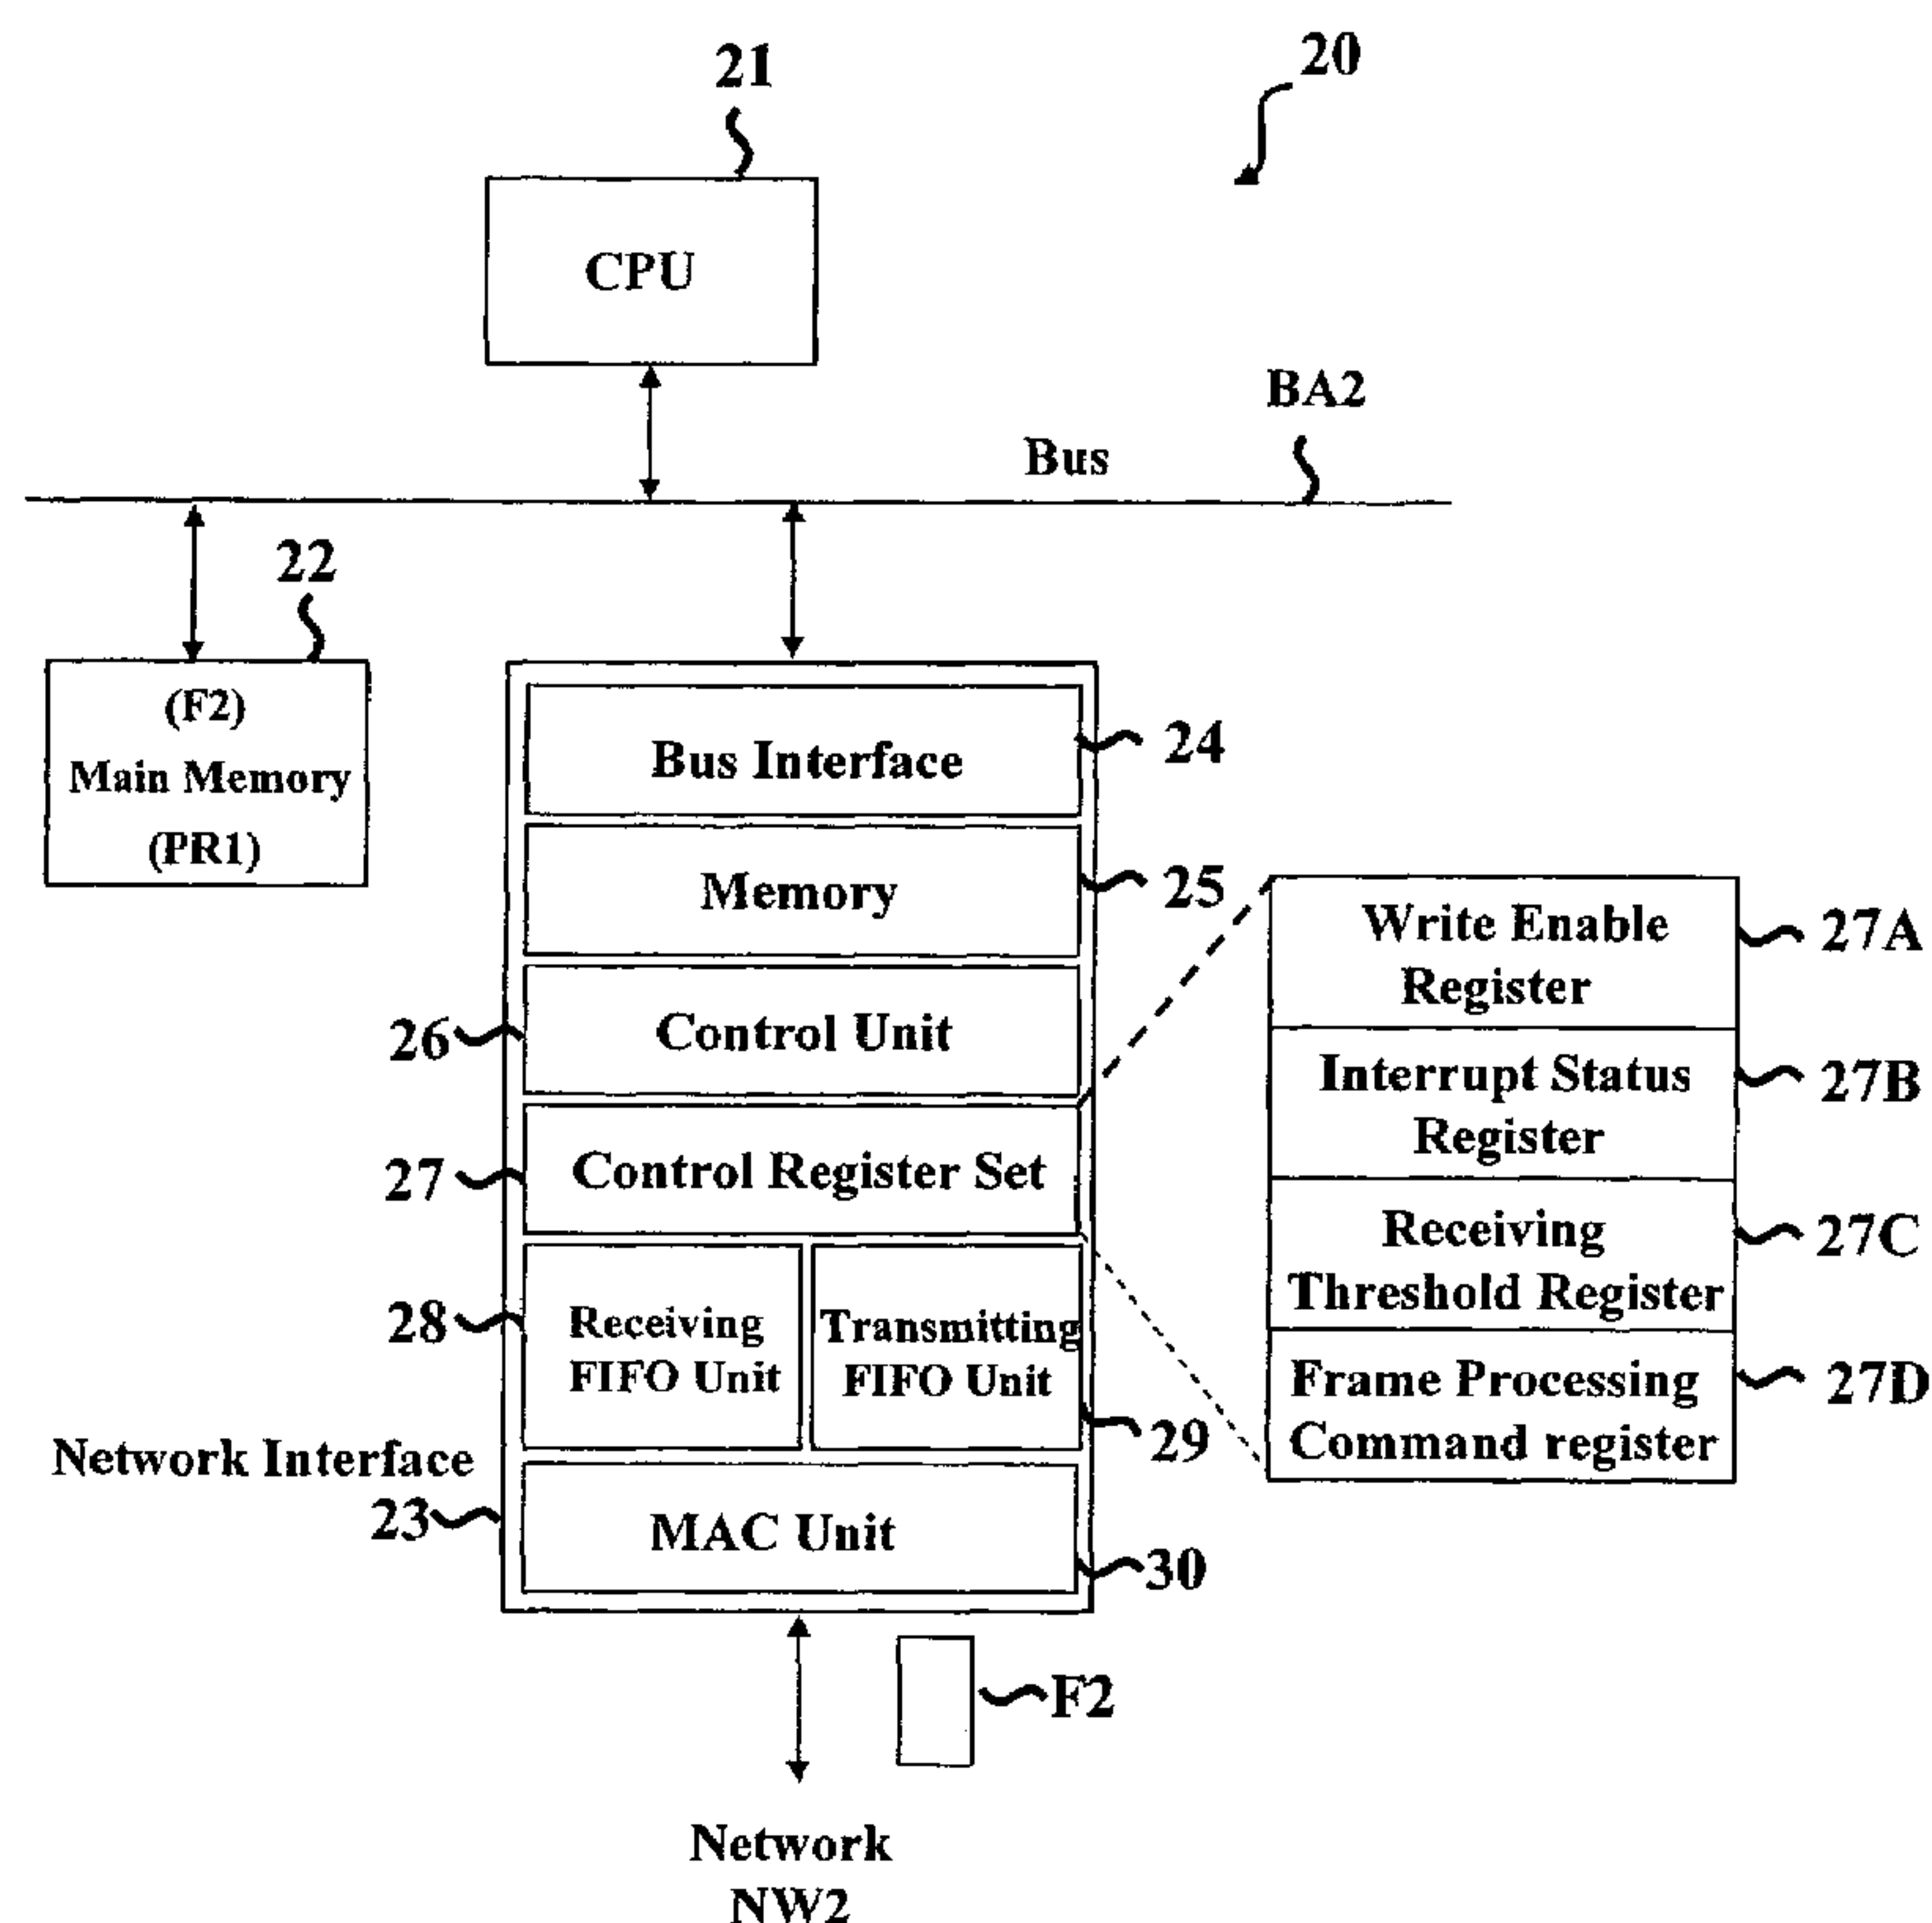 21
20
CPU
BA2
Bus
22
(F2)
Main Memory
(PR1)
Bus Interface
24
Memory
25
26
Control Unit
27
Control Register Set
28
Receiving
FIFO Unit
Transmitting
FIFO Unit
29
Network Interface
23
MAC Unit
30
Write Enable
Register
27A
Interrupt Status
Register
27B
Receiving
Threshold Register
27C
Frame Processing
Command register
27D
F2
Network
NW2